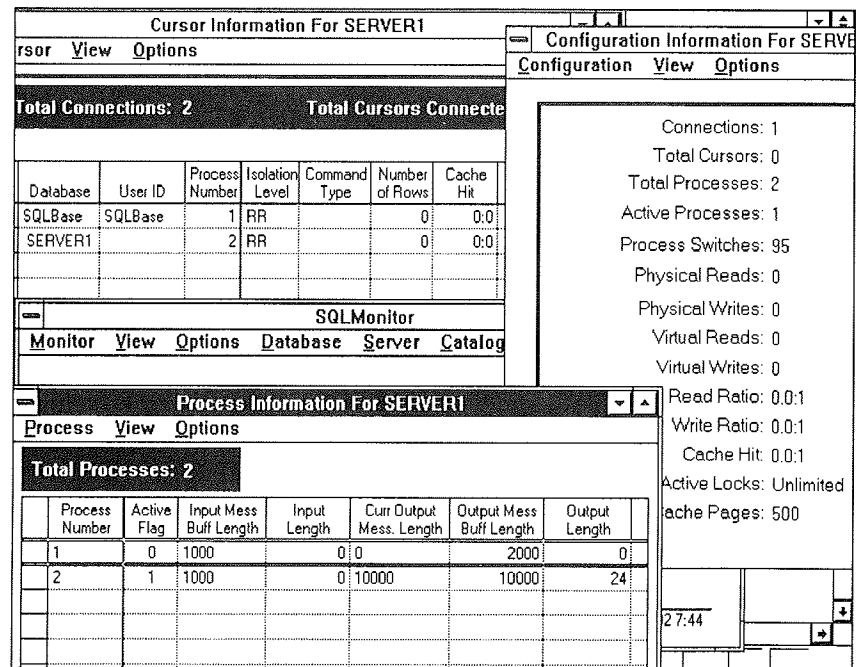 Cursor Information For SERVER1
rsor View Options
Total Connections: 2 Total Cursors Connecte
Database User ID Process Number Isolation Level Command Type Number of Rows Cache Hit
SQLBase SQLBase 1 RR 0 0:0
SERVER1 2 RR 0 0:0
SQLMonitor
Monitor View Options Database Server Catalog
Process Information For SERVER1
Process View Options
Total Processes: 2
Process Number Active Flag Input Mess Buff Length Input Length Curr Output Mess. Length Output Mess Buff Length Output Length
1 0 1000 0 0 2000 0
2 1 1000 0 10000 10000 24
Configuration Information For SERVE
Configuration View Options
Connections: 1
Total Cursors: 0
Total Processes: 2
Active Processes: 1
Process Switches: 95
Physical Reads: 0
Physical Writes: 0
Virtual Reads: 0
Virtual Writes: 0
Read Ratio: 0.0:1
Write Ratio: 0.0:1
Cache Hit: 0.0:1
Active Locks: Unlimited
ache Pages: 500
7:44